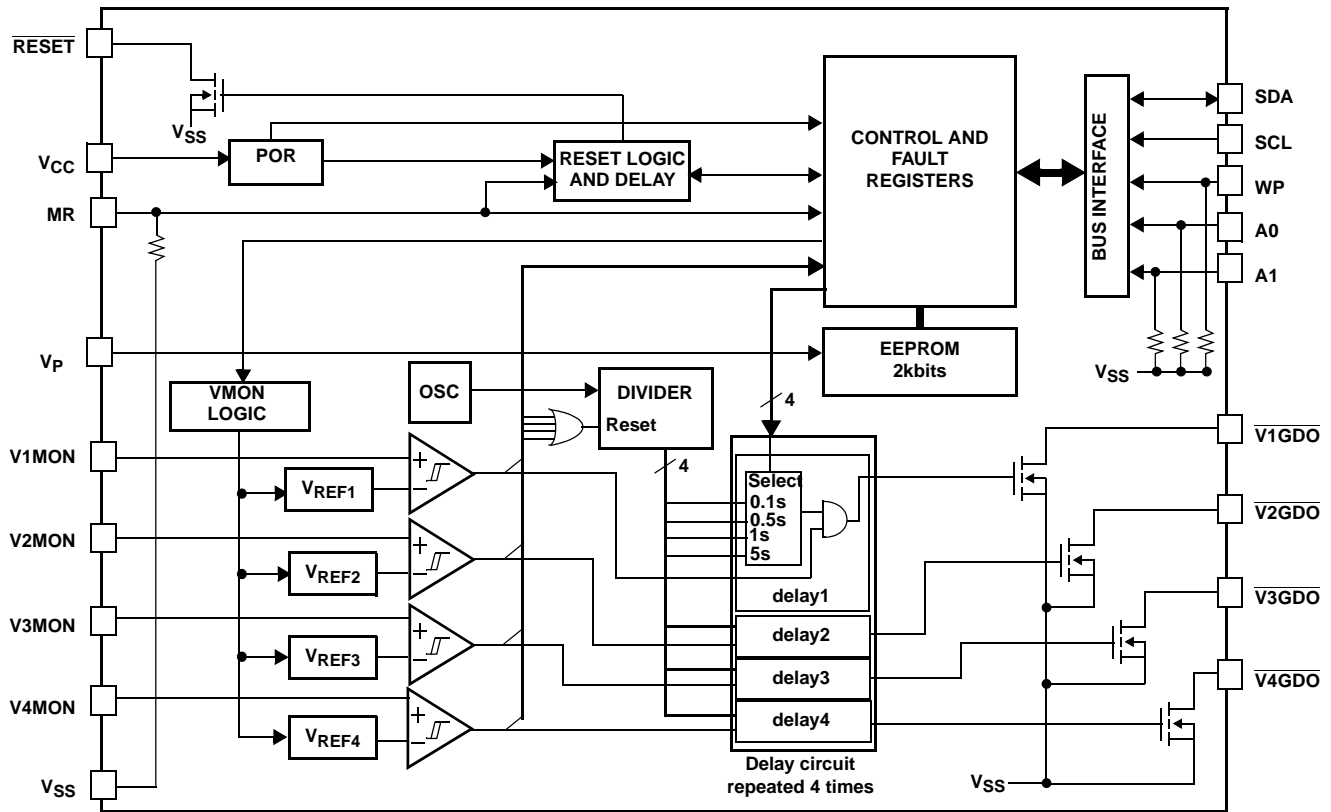 RESET
VSS
VCC
POR
RESET LOGIC
AND DELAY
MR
CONTROL AND
FAULT
REGISTERS
BUS INTERFACE
SDA
SCL
WP
A0
A1
VSS
VP
EEPROM
2kbits
VMON
LOGIC
OSC
DIVIDER
Reset
4
4
V1MON
V2MON
V3MON
V4MON
VSS
VREF1
VREF2
VREF3
VREF4
+
–
+
–
+
–
+
–
Select
0.1s
0.5s
1s
5s
delay1
delay2
delay3
delay4
Delay circuit
repeated 4 times
V1GDO
V2GDO
V3GDO
V4GDO
VSS